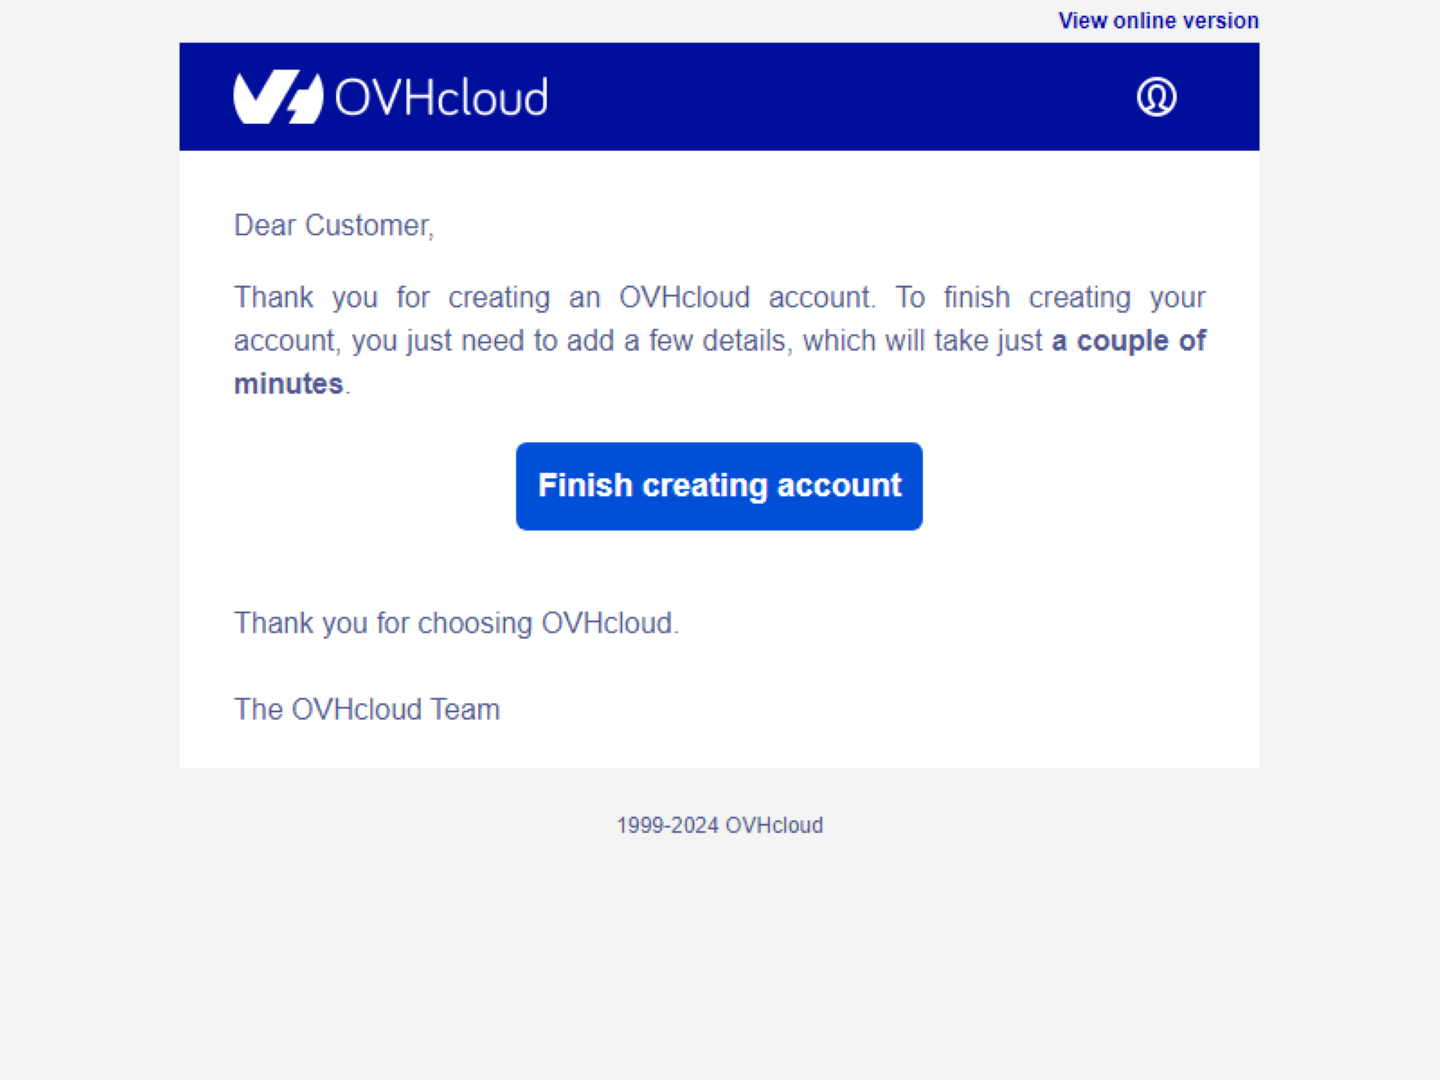 View online version
OVHcloud
Dear Customer,
Thank you for creating an OVHcloud account. To finish creating your
account, you just need to add a few details, which will take just a couple of
minutes.
Finish creating account
Thank you for choosing OVHcloud.
The OVHcloud Team
1999-2024 OVHcloud